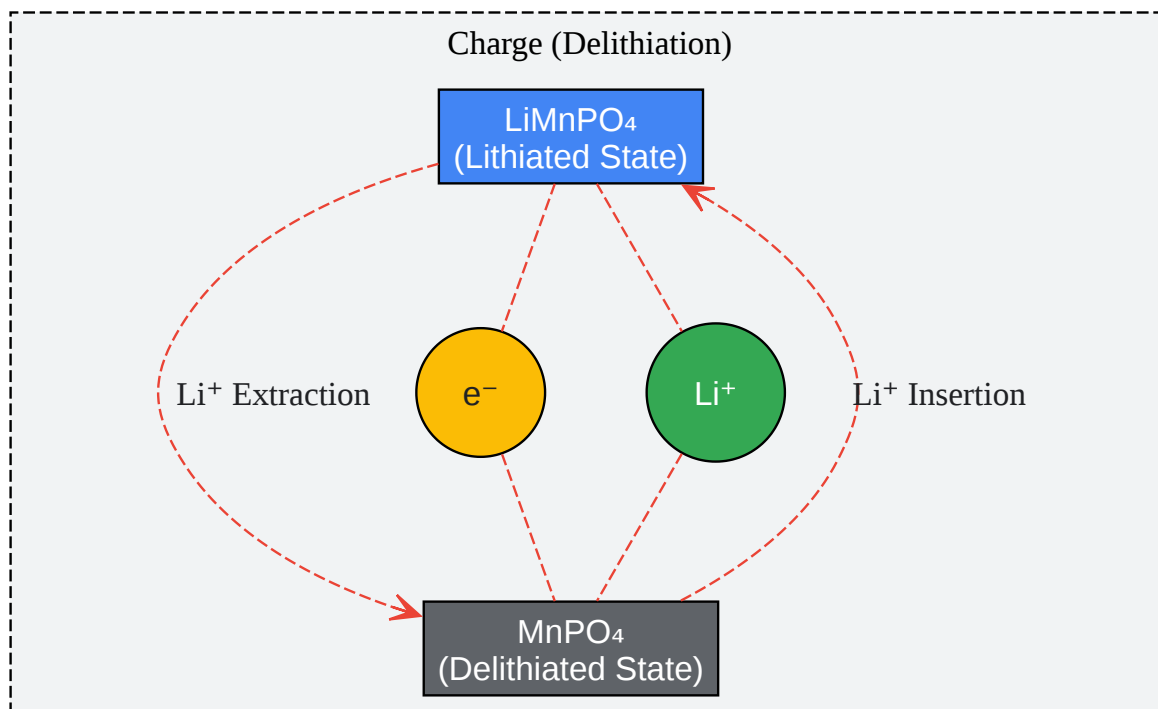 Charge (Delithiation)
LiMnPO₄
(Lithiated State)
Li⁺ Extraction
e⁻
Li⁺
Li⁺ Insertion
MnPO₄
(Delithiated State)